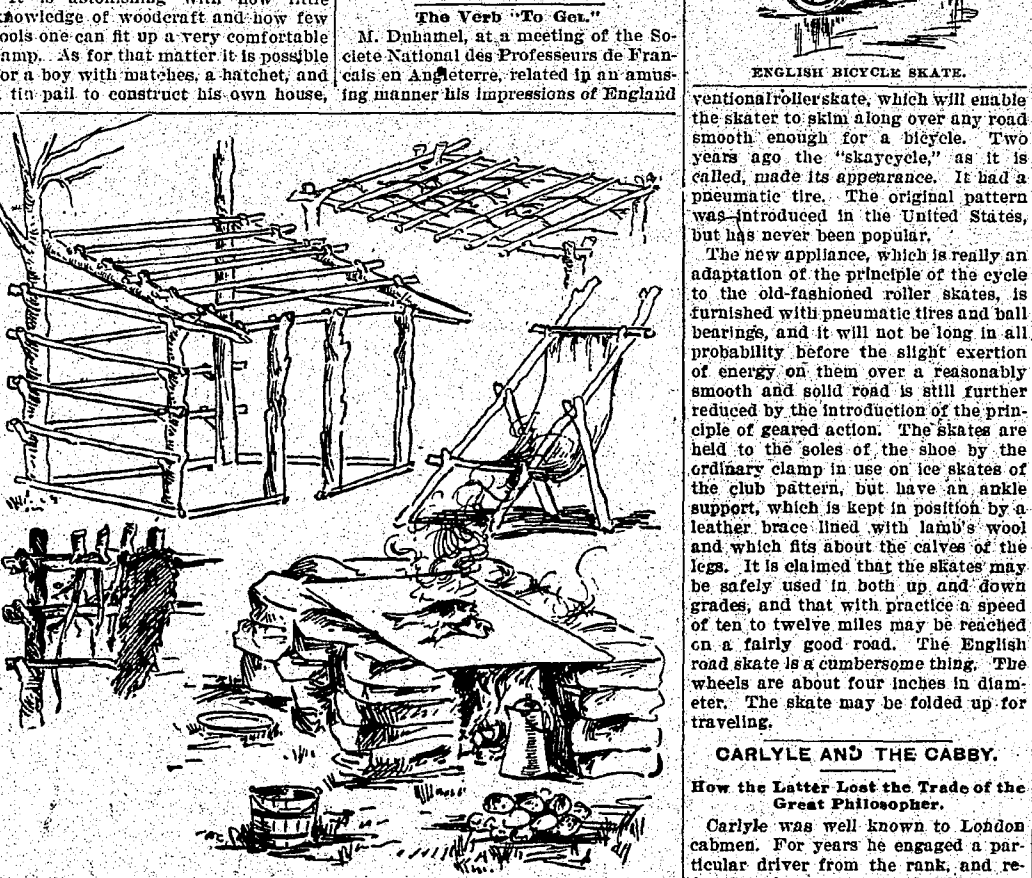 It is astonishing with how little
knowledge of woodcraft and how few
ools one can fit up a very comfortable
amp. As for that matter it is possible
or a boy with matches, a hatchet, and
tin pail to construct his own house,
The Verb "To Get."
M. Duhamel, at a meeting of the So-
ciete National des Professeurs de Fran-
cais en Angleterre, related in an amus-
ing manner his impressions of England
ENGLISH BICYCLE SKATE.
ventional roller skate, which will enable
the skater to skim along over any road
smooth enough for a bicycle. Two
years ago the "skaycycle," as it is
called, made its appearance. It had a
pneumatic tire. The original pattern
was introduced in the United States,
but has never been popular.
The new appliance, which is really an
adaptation of the principle of the cycle
to the old-fashioned roller skates, is
furnished with pneumatic tires and ball
bearings, and it will not be long in all
probability before the slight exertion
of energy on them over a reasonably
smooth and solid road is still further
reduced by the introduction of the prin-
ciple of geared action. The skates are
held to the soles of the shoe by the
ordinary clamp in use on ice skates of
the club pattern, but have an ankle
support, which is kept in position by a
leather brace lined with lamb's wool
and which fits about the calves of the
legs. It is claimed that the skates may
be safely used in both up and down
grades, and that with practice a speed
of ten to twelve miles may be reached
on a fairly good road. The English
road skate is a cumbersome thing. The
wheels are about four inches in diam-
eter. The skate may be folded up for
traveling.
CARLYLE AND THE CABBY.
How the Latter Lost the Trade of the
Great Philosopher.
Carlyle was well known to London
cabmen. For years he engaged a par-
ticular driver from the rank, and re-